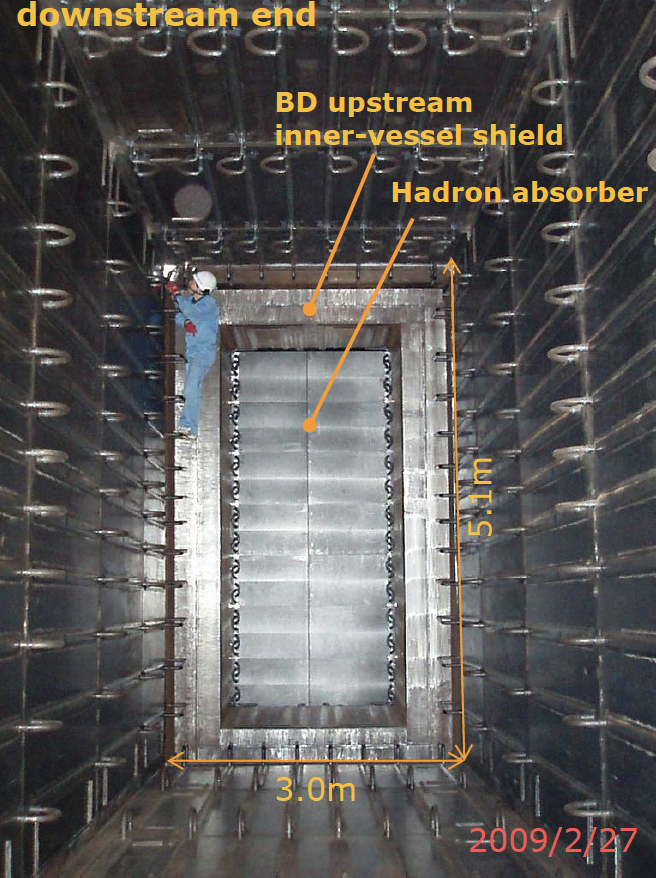 downstream end
BD upstream
inner-vessel shield
Hadron absorber
5.1m
3.0m
2009/2/27